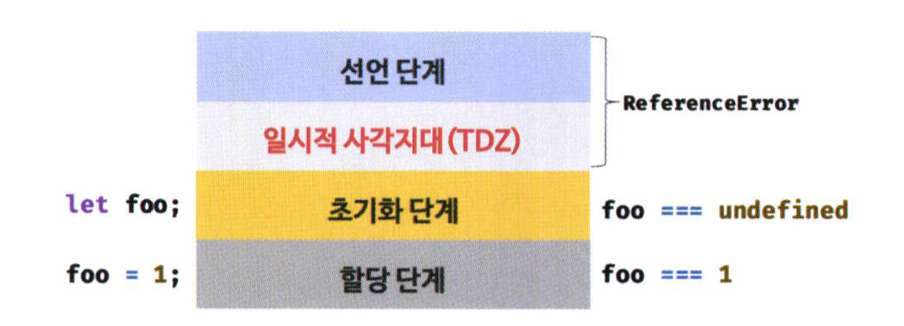 선언 단계
일시적 사각지대(TDZ)
ReferenceError
let foo; 초기화 단계 foo === undefined
foo = 1; 할당 단계 foo === 1